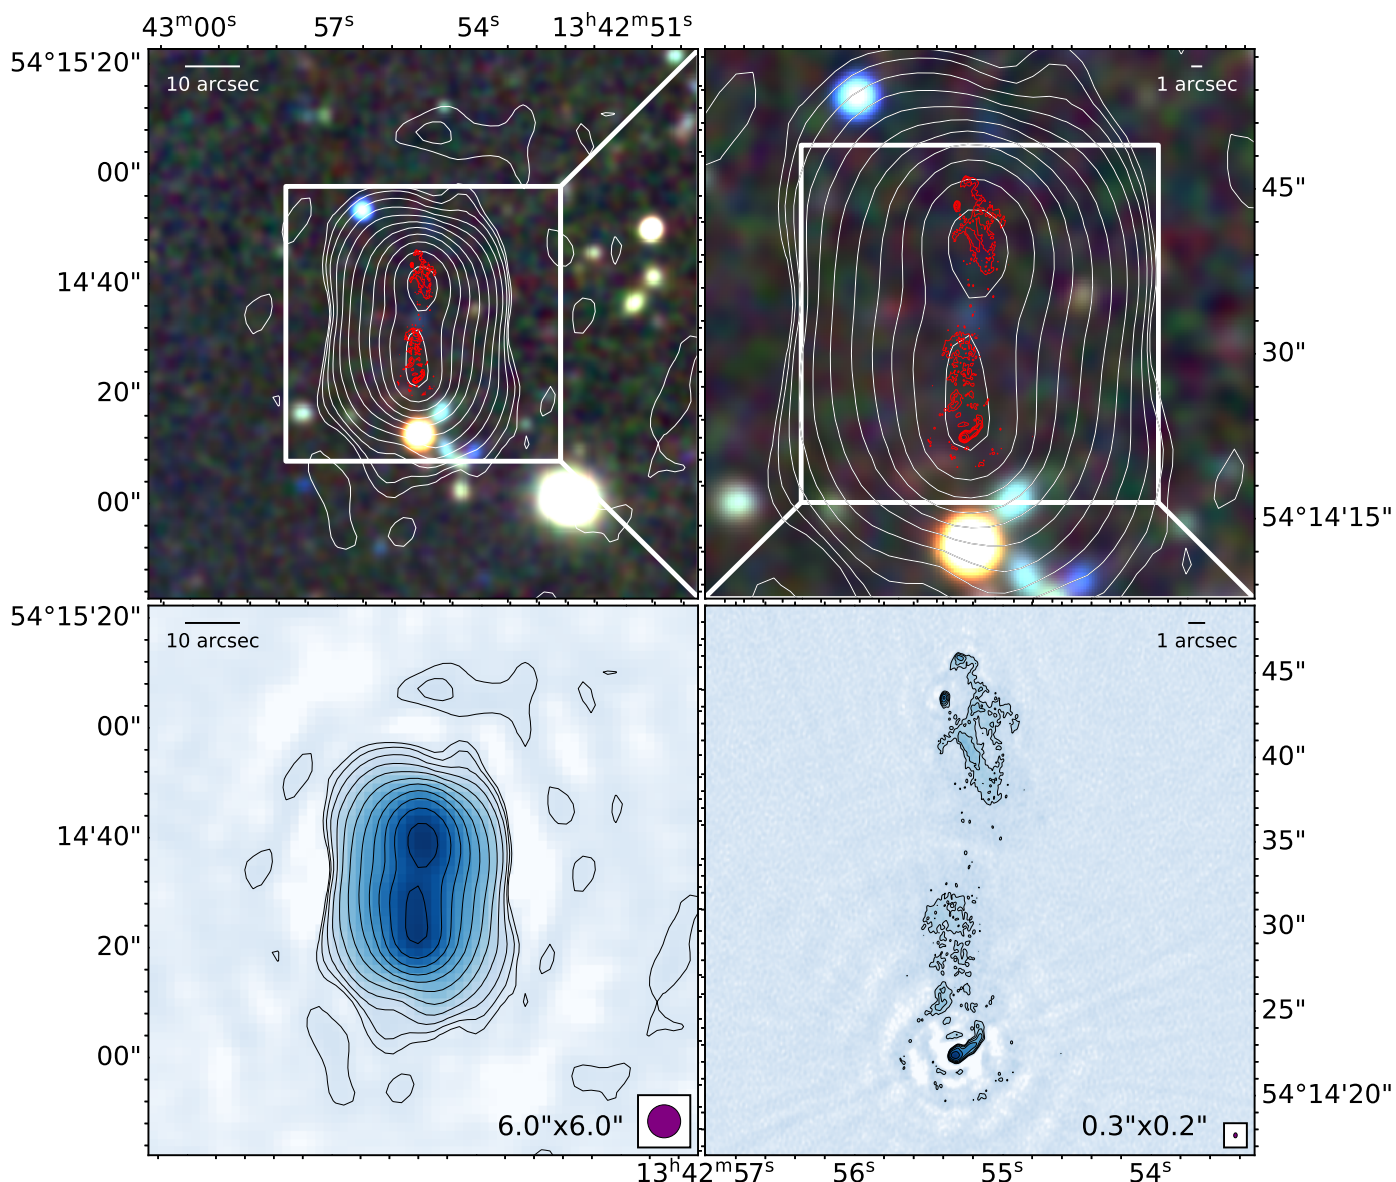 43ᵐ00ˢ 57ˢ 54ˢ 13ʰ42ᵐ51ˢ
54°15'20"
00"
14'40"
20"
00"
10 arcsec
1 arcsec
45"
30"
54°14'15"
54°15'20"
00"
14'40"
20"
00"
10 arcsec
6.0"x6.0"
1 arcsec
45"
40"
35"
30"
25"
54°14'20"
0.3"x0.2"
13ʰ42ᵐ57ˢ 56ˢ 55ˢ 54ˢ